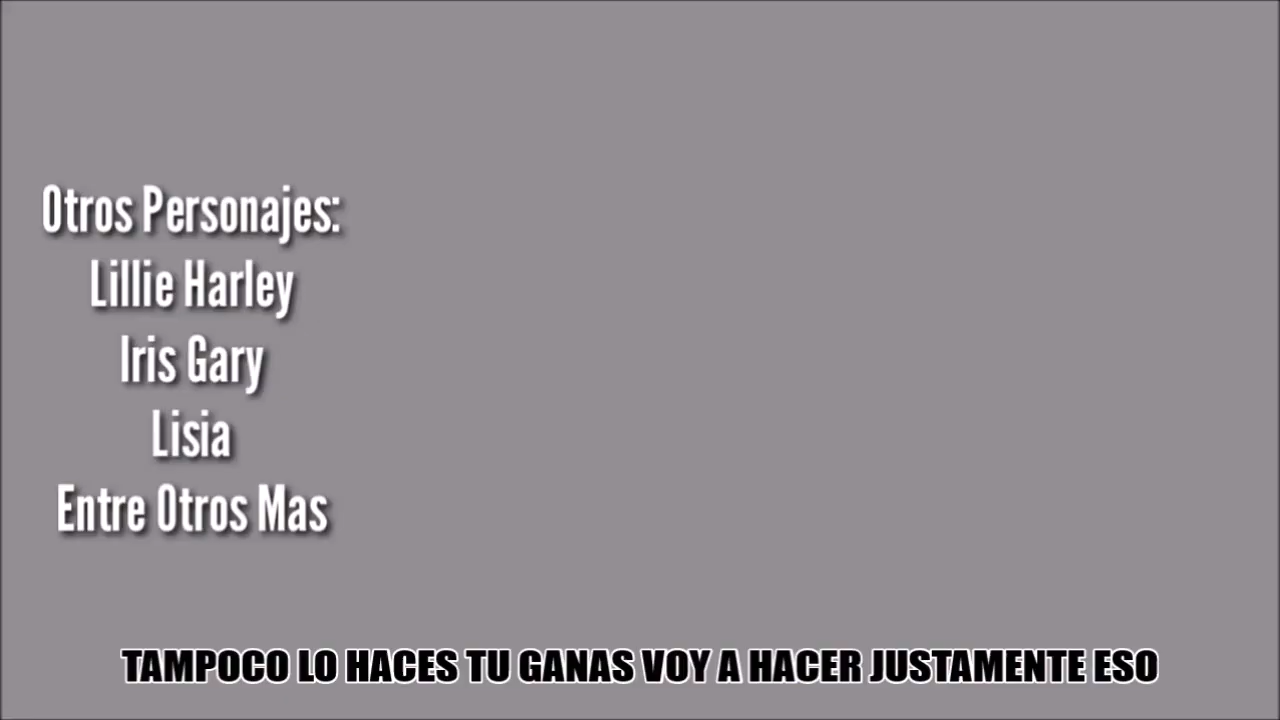 Otros Personajes:
Lillie Harley
Iris Gary
Lisia
Entre Otros Mas
TAMPOCO LO HACES TU GANAS VOY A HACER JUSTAMENTE ESO